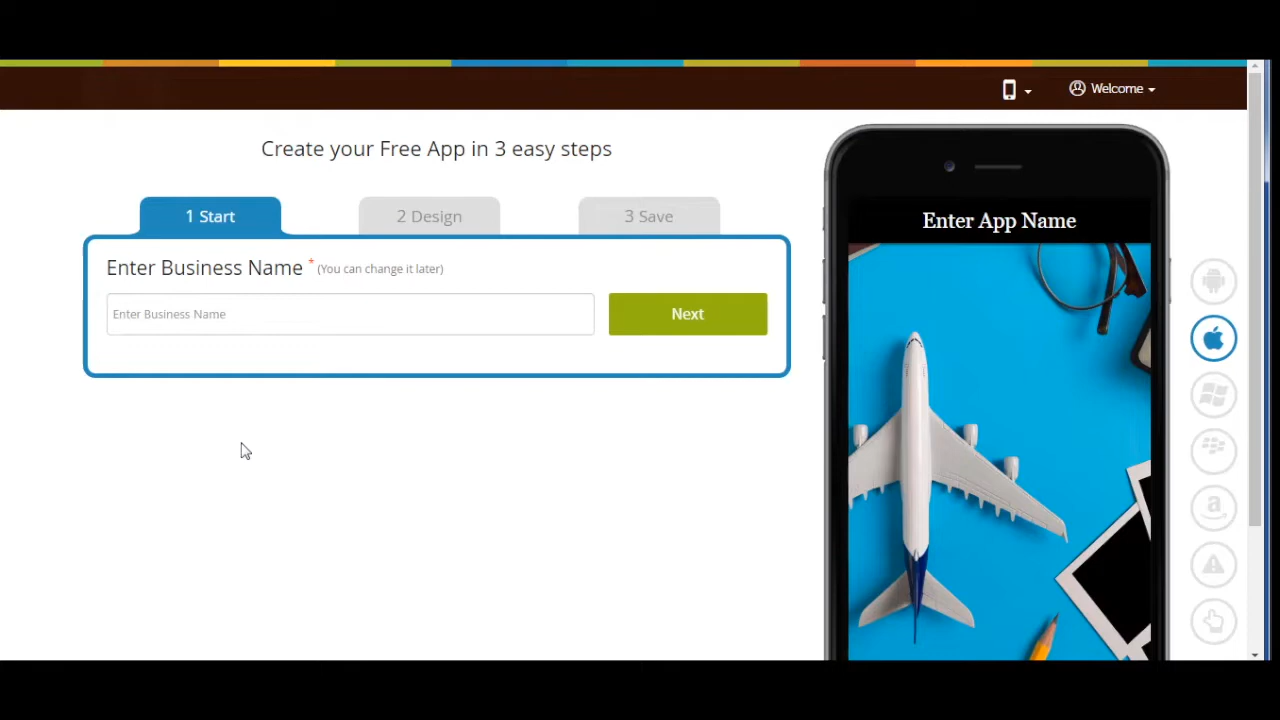 Welcome
Create your Free App in 3 easy steps
1 Start
2 Design
3 Save
Enter Business Name * (You can change it later)
Enter Business Name
Next
Enter App Name